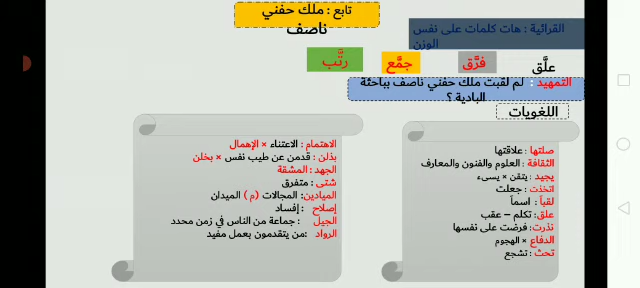 تابع : ملك حفني
ناصف
القرائية : هات كلمات على نفس
الوزن
علَّق
فرَّق
جمَّع
رتَّب
التمهيد : لم لقبت ملك حفني ناصف بباحثة
البادية ؟
اللغويات
صلتها : علاقتها
الثقافة : العلوم والفنون والمعارف
يجيد : يتقن × يسىء
اتخذت : جعلت
لقباً : اسماً
علق: تكلم – عقب
نذرت: فرضت على نفسها
الدفاع × الهجوم
تحث : تشجع
الاهتمام : الاعتناء × الإهمال
بذلن : قدمن عن طيب نفس × بخلن
الجهد : المشقة
شتى : متفرق
الميادين: المجالات (م) الميدان
إصلاح : إفساد
الجيل : جماعة من الناس في زمن محدد
الرواد :من يتقدمون بعمل مفيد